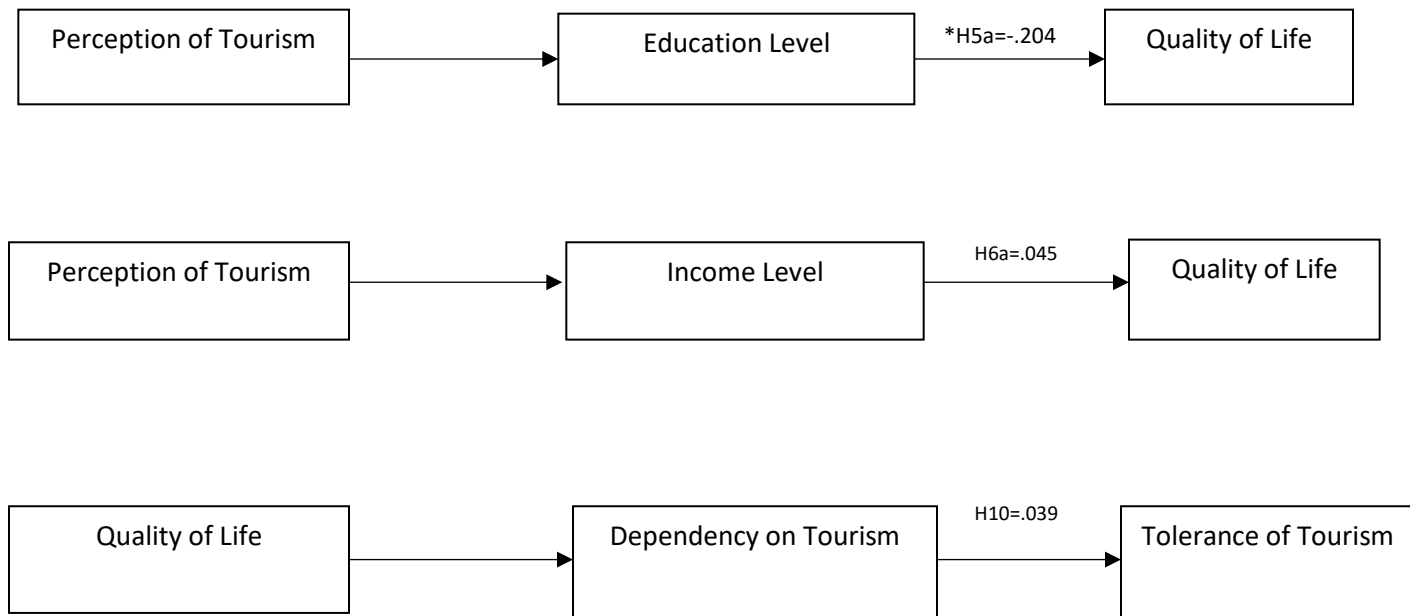 Perception of Tourism
Education Level
*H5a=-.204
Quality of Life
Perception of Tourism
Income Level
H6a=.045
Quality of Life
Quality of Life
Dependency on Tourism
H10=.039
Tolerance of Tourism